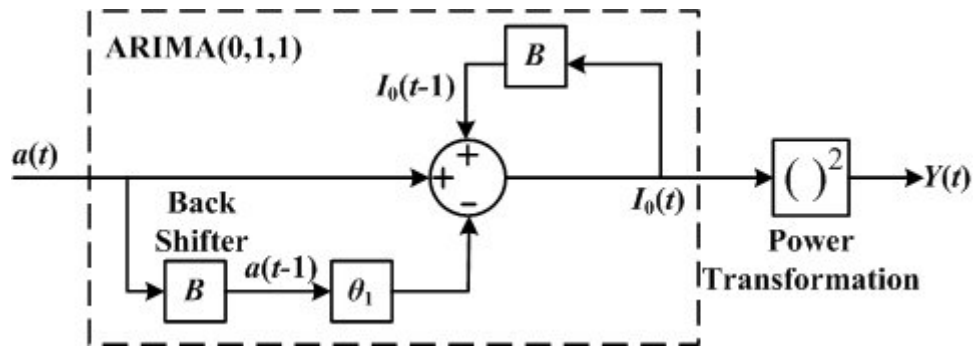 ARIMA(0,1,1)
B
I₀(t-1)
a(t)
+
+
-
I₀(t)
( )²
Y(t)
Back
Shifter
Power
Transformation
B
a(t-1)
θ₁